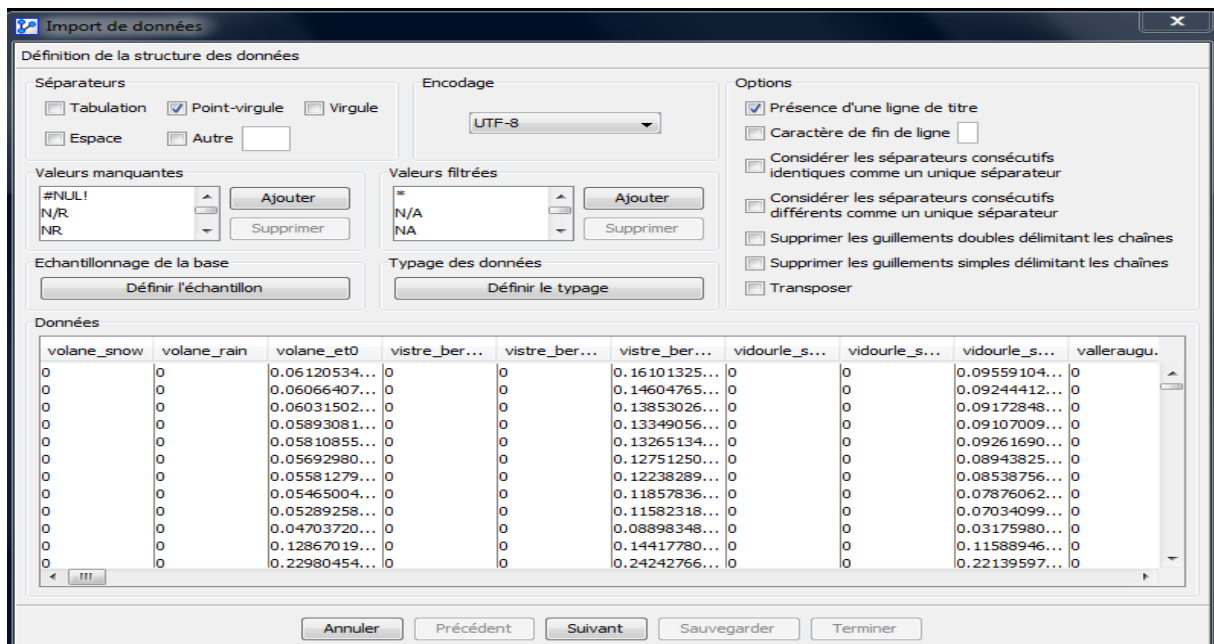 Import de données
Définition de la structure des données
Séparateurs
Tabulation Point-virgule Virgule
Espace Autre
Encodage
UTF-8
Options
Présence d'une ligne de titre
Caractère de fin de ligne
Considérer les séparateurs consécutifs
identiques comme un unique séparateur
Considérer les séparateurs consécutifs
différents comme un unique séparateur
Supprimer les guillements doubles délimitant les chaînes
Supprimer les guillements simples délimitant les chaînes
Transposer
Valeurs manquantes
#NUL!
N/R
NR
Ajouter
Supprimer
Valeurs filtrées
*
N/A
NA
Ajouter
Supprimer
Echantillonnage de la base
Définir l'échantillon
Typage des données
Définir le typage
Données
volane_snow volane_rain volane_et0 vistre_ber... vistre_ber... vistre_ber... vidourle_s... vidourle_s... vidourle_s... valleraugu.
0 0 0.06120534... 0 0 0.16101325... 0 0 0.09559104... 0
0 0 0.06066407... 0 0 0.14604765... 0 0 0.09244412... 0
0 0 0.06031502... 0 0 0.13853026... 0 0 0.09172848... 0
0 0 0.05893081... 0 0 0.13349056... 0 0 0.09107009... 0
0 0 0.05810855... 0 0 0.13265134... 0 0 0.09261690... 0
0 0 0.05692980... 0 0 0.12751250... 0 0 0.08943825... 0
0 0 0.05581279... 0 0 0.12238289... 0 0 0.08538756... 0
0 0 0.05465004... 0 0 0.11857836... 0 0 0.07876062... 0
0 0 0.05289258... 0 0 0.11582318... 0 0 0.07034099... 0
0 0 0.04703720... 0 0 0.08898348... 0 0 0.03175980... 0
0 0 0.12867019... 0 0 0.14417780... 0 0 0.11588946... 0
0 0 0.22980454... 0 0 0.24242766... 0 0 0.22139597... 0
Annuler Précédent Suivant Sauvegarder Terminer